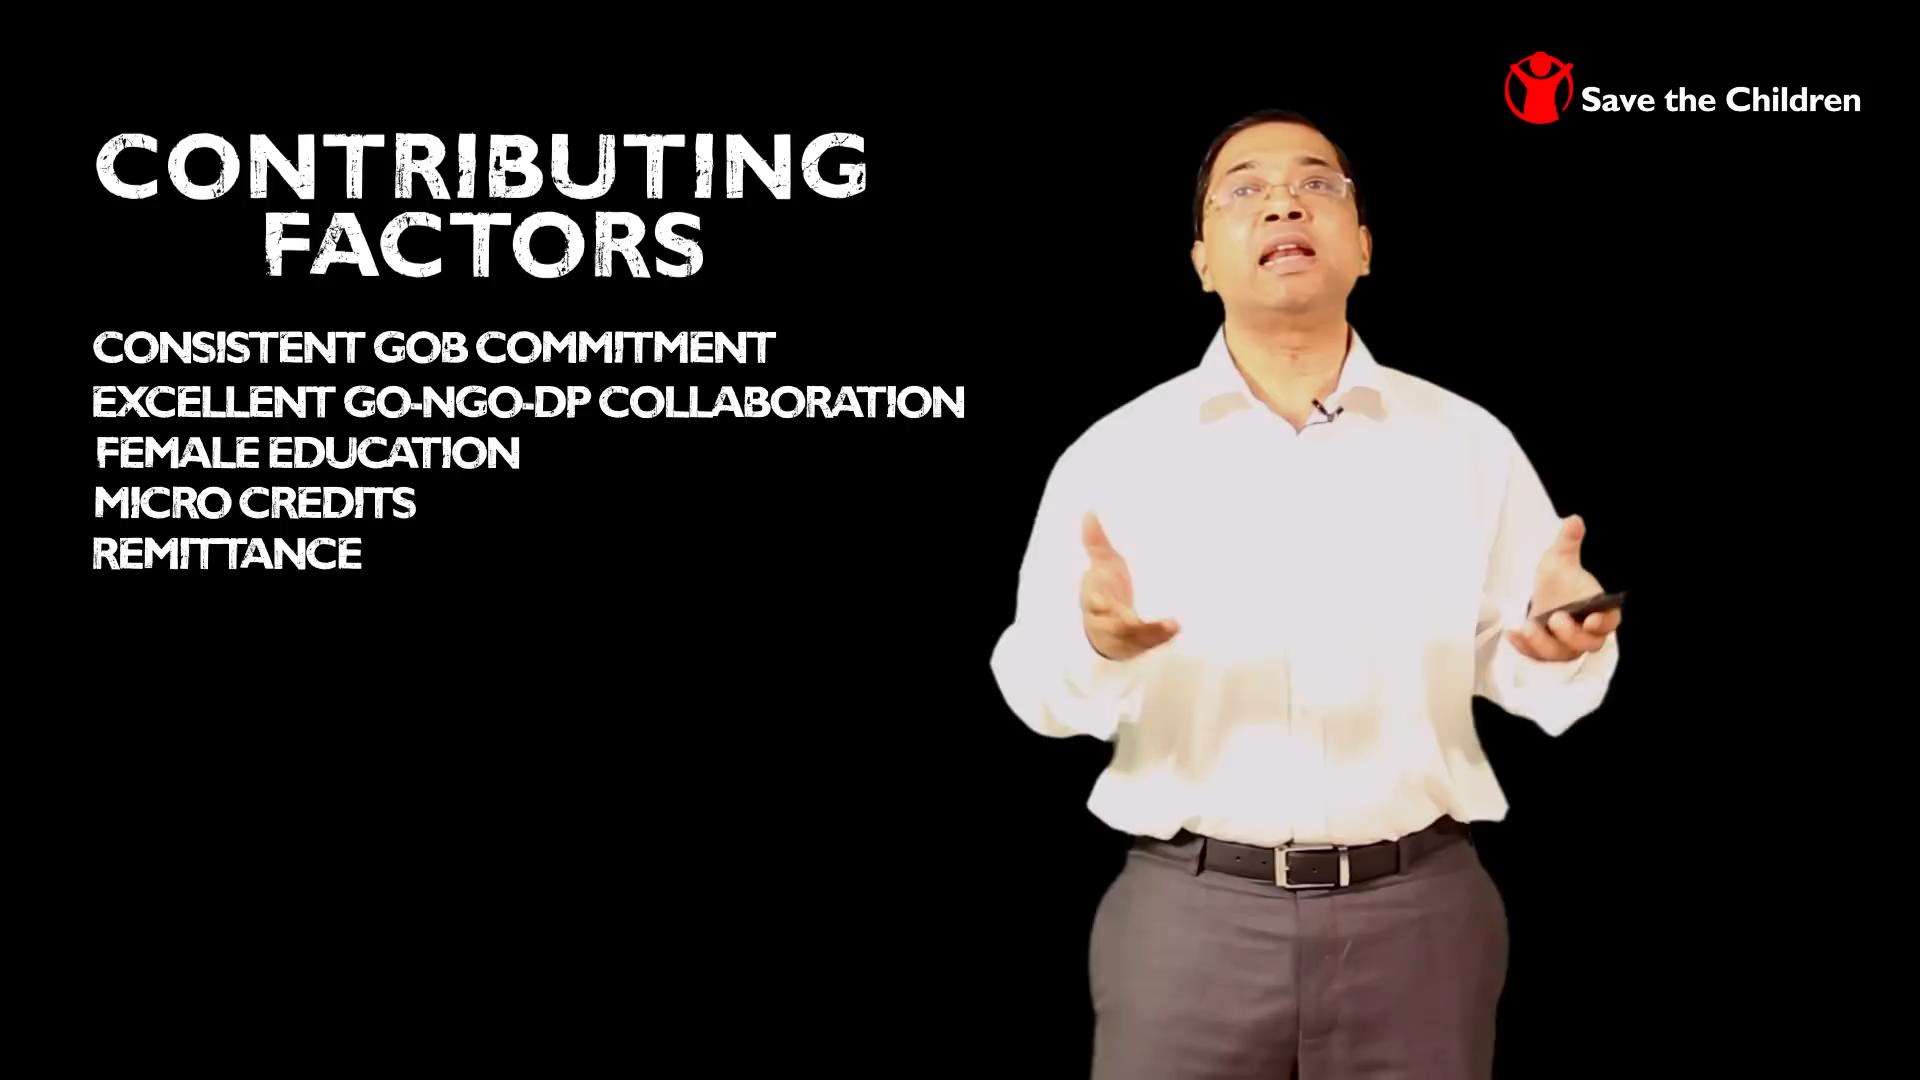 Save the Children
CONTRIBUTING
FACTORS
CONSISTENT GOB COMMITMENT
EXCELLENT GO-NGO-DP COLLABORATION
FEMALE EDUCATION
MICRO CREDITS
REMITTANCE